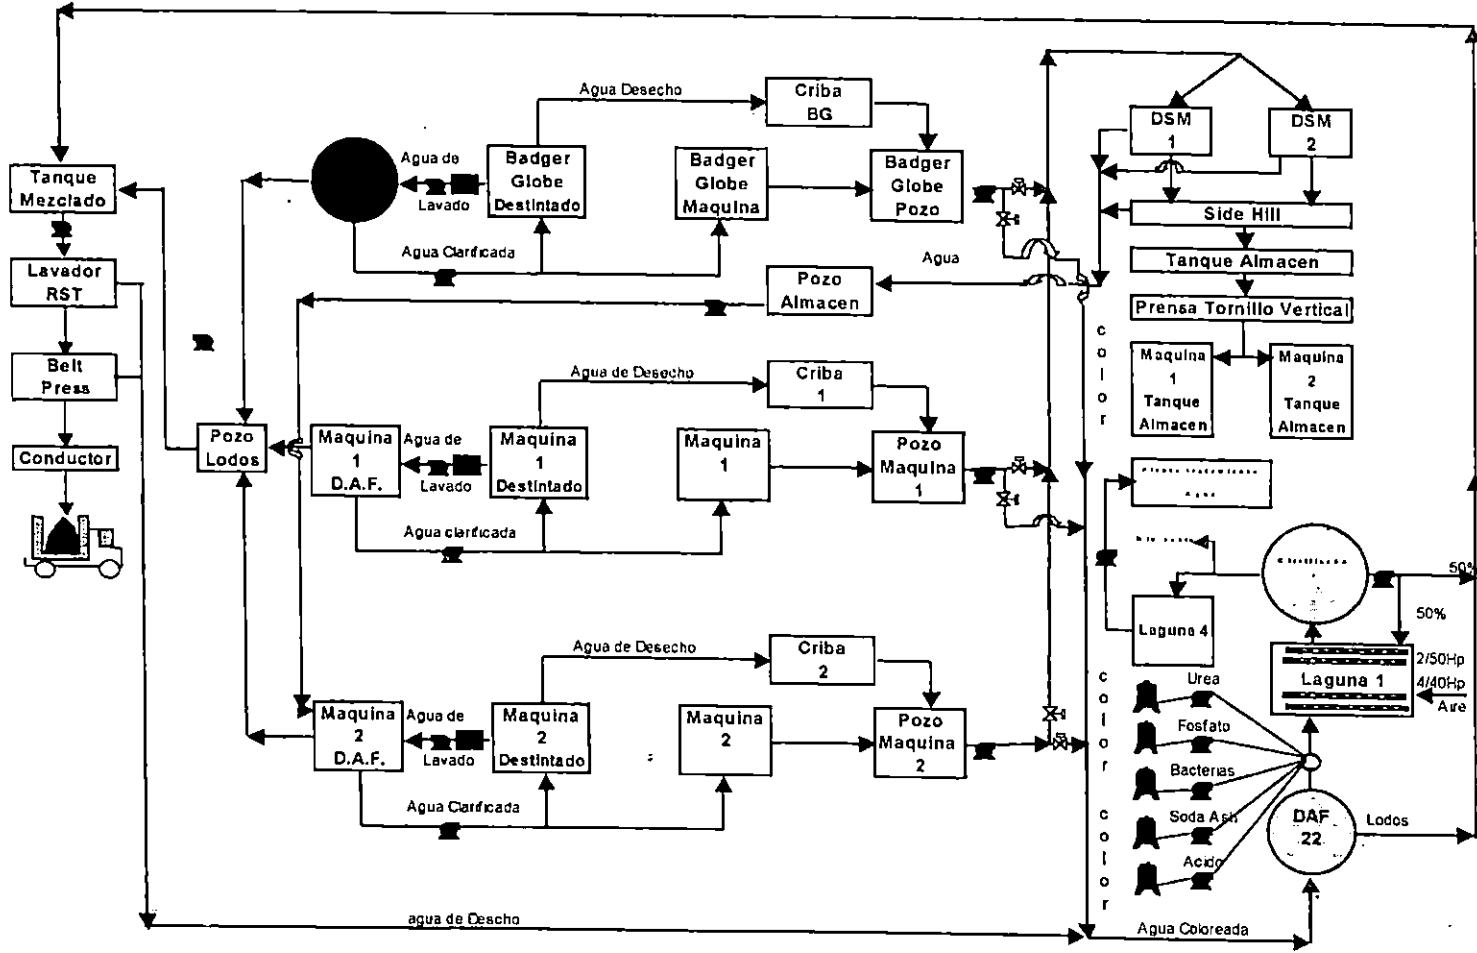 Agua Desecho
Criba
BG
DSM
1
DSM
2
Tanque
Mezclado
Agua de
Lavado
Badger
Globe
Destintado
Badger
Globe
Maquina
Badger
Globe
Pozo
Side Hill
Agua Clarificada
Agua
Tanque Almacen
Lavador
RST
Pozo
Almacen
Prensa Tornillo Vertical
color
Belt
Press
Agua de Desecho
Criba
1
Maquina
1
Tanque
Almacen
Maquina
2
Tanque
Almacen
Pozo
Lodos
Maquina
1
D.A.F.
Agua de
Lavado
Maquina
1
Destintado
Maquina
1
Pozo
Maquina
1
Conductor
Agua clarificada
Agua
50%
50%
Laguna 4
2/50Hp
Laguna 1
4/40Hp
Aire
Agua de Desecho
Criba
2
color
Urea
Fosfato
Bacterias
Soda Ash
Acido
Maquina
2
D.A.F.
Agua de
Lavado
Maquina
2
Destintado
Maquina
2
Pozo
Maquina
2
Agua Clarificada
color
DAF
22
Lodos
agua de Descho
Agua Coloreada